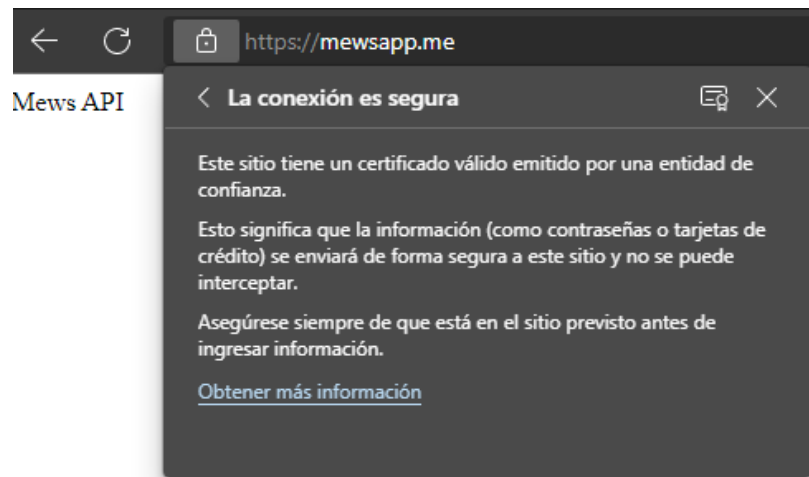 https://mewsapp.me
Mews API
La conexión es segura
Este sitio tiene un certificado válido emitido por una entidad de
confianza.
Esto significa que la información (como contraseñas o tarjetas de
crédito) se enviará de forma segura a este sitio y no se puede
interceptar.
Asegúrese siempre de que está en el sitio previsto antes de
ingresar información.
Obtener más información